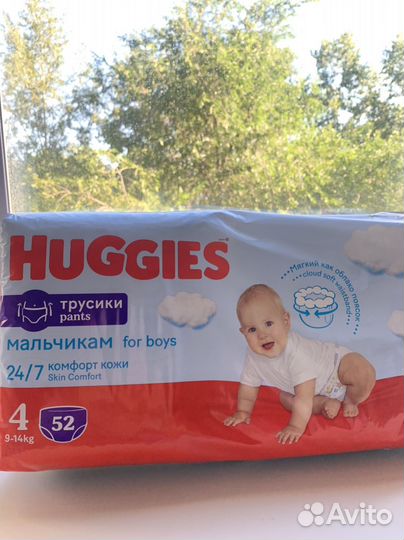 HUGGIES
трусики
pants
мальчикам for boys
24/7 комфорт кожи
Skin Comfort
4
9-14kg
52
Мягкий как облако поясок
cloud soft waistband
Avito